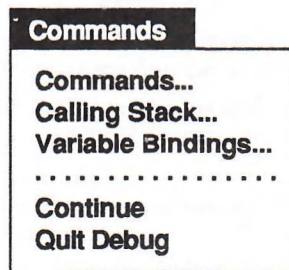 Commands
Commands...
Calling Stack...
Variable Bindings...
Continue
Quit Debug